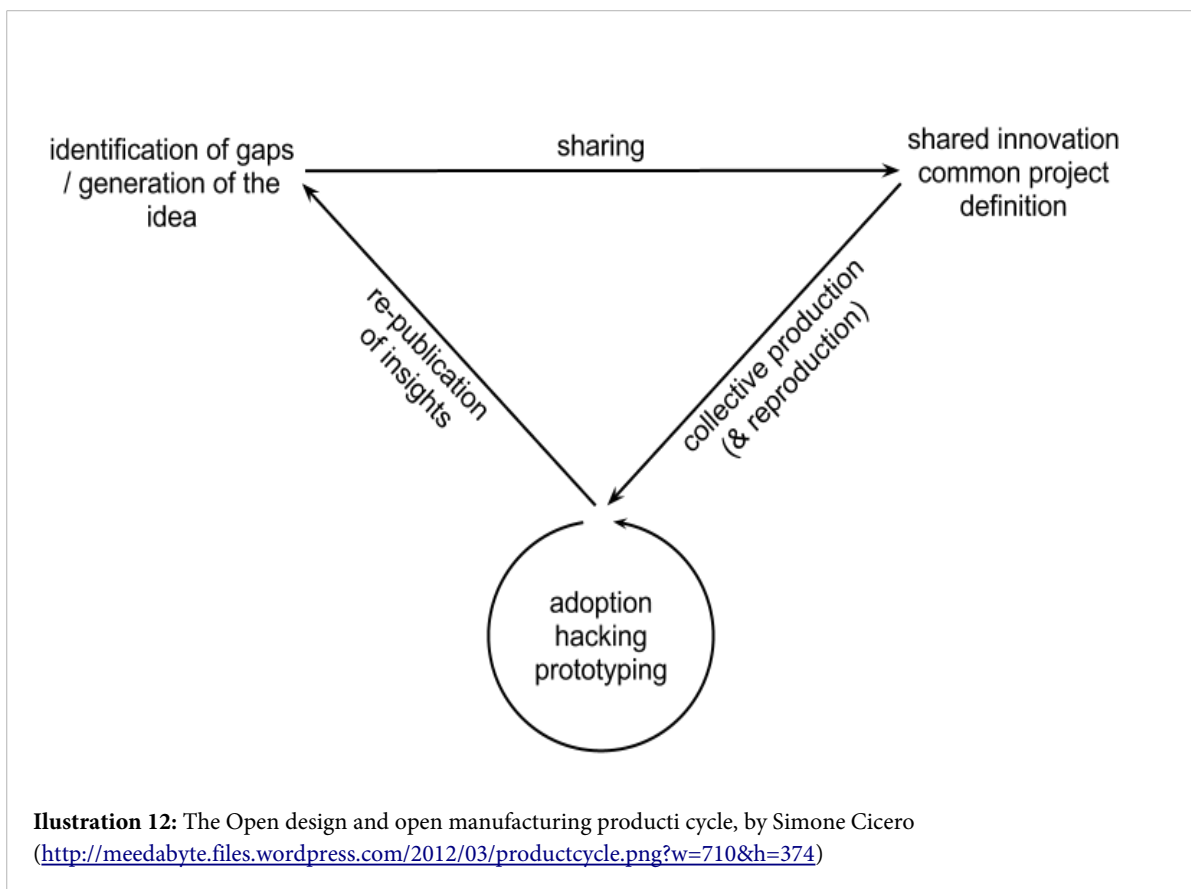 identification of gaps
/ generation of the
idea
sharing
shared innovation
common project
definition
re-publication
of insights
collective production
(& reproduction)
adoption
hacking
prototyping
Ilustration 12: The Open design and open manufacturing producti cycle, by Simone Cicero
(http://meedabyte.files.wordpress.com/2012/03/productcycle.png?w=710&h=374)